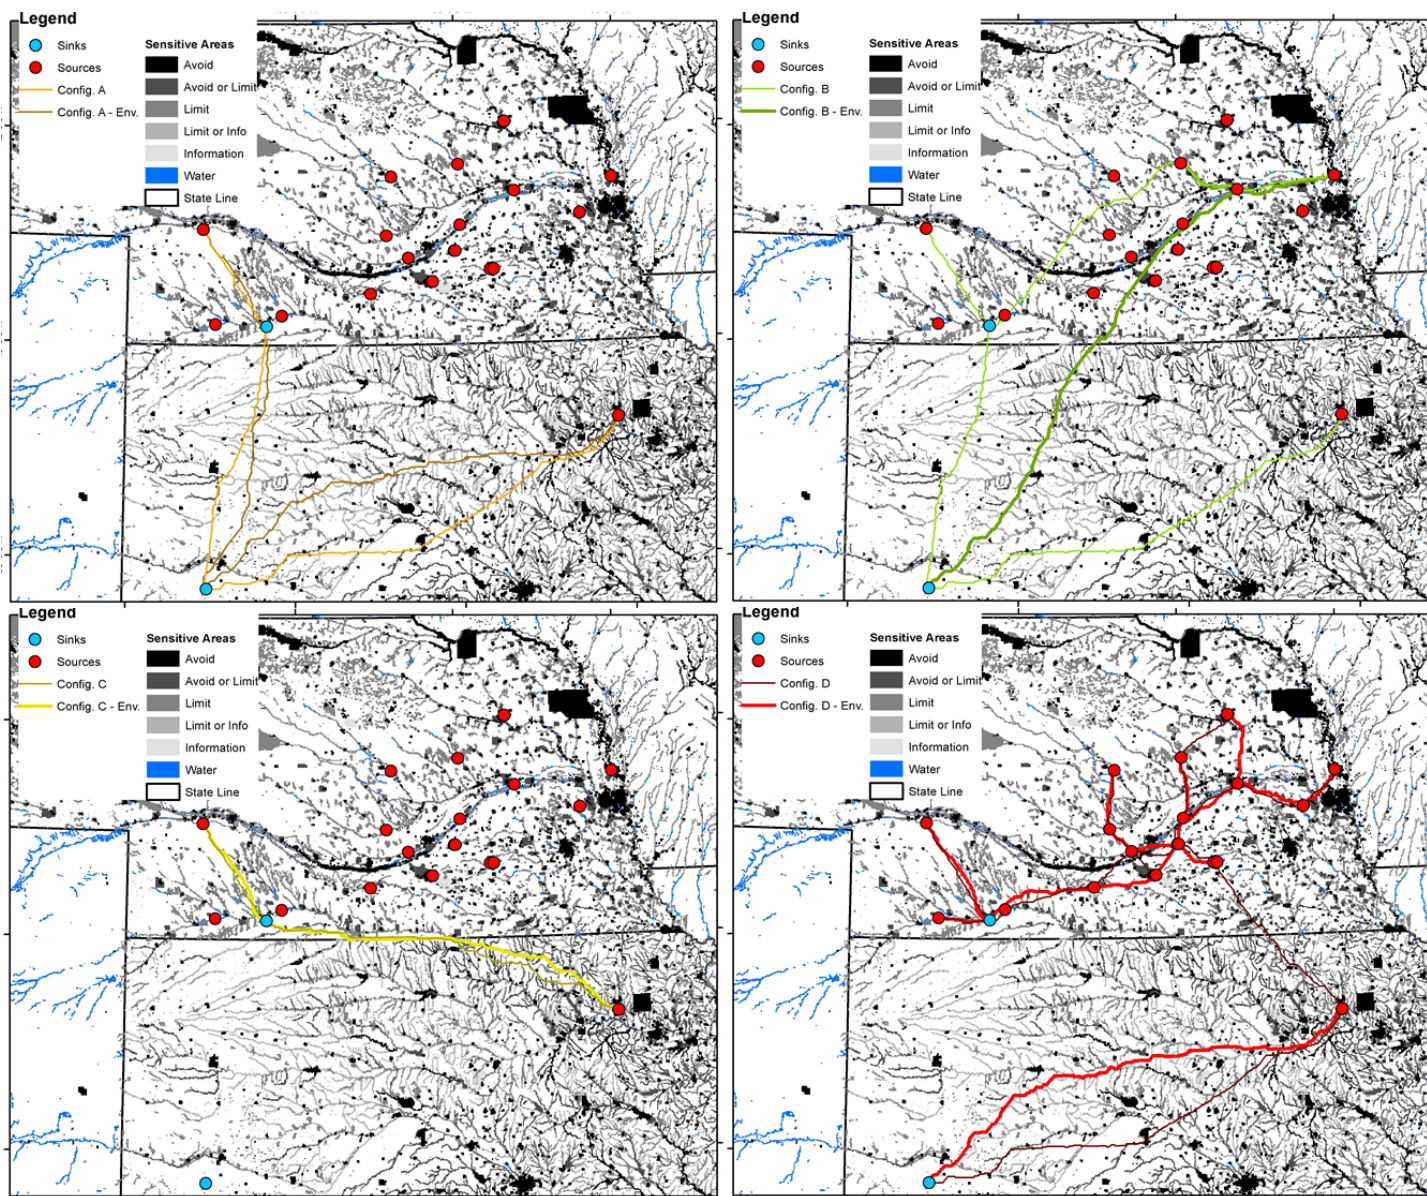 Legend
Sinks
Sources
Config. A
Config. A - Env.
Sensitive Areas
Avoid
Avoid or Limit
Limit
Limit or Info
Information
Water
State Line
Legend
Sinks
Sources
Config. B
Config. B - Env.
Sensitive Areas
Avoid
Avoid or Limit
Limit
Limit or Info
Information
Water
State Line
Legend
Sinks
Sources
Config. C
Config. C - Env.
Sensitive Areas
Avoid
Avoid or Limit
Limit
Limit or Info
Information
Water
State Line
Legend
Sinks
Sources
Config. D
Config. D - Env.
Sensitive Areas
Avoid
Avoid or Limit
Limit
Limit or Info
Information
Water
State Line